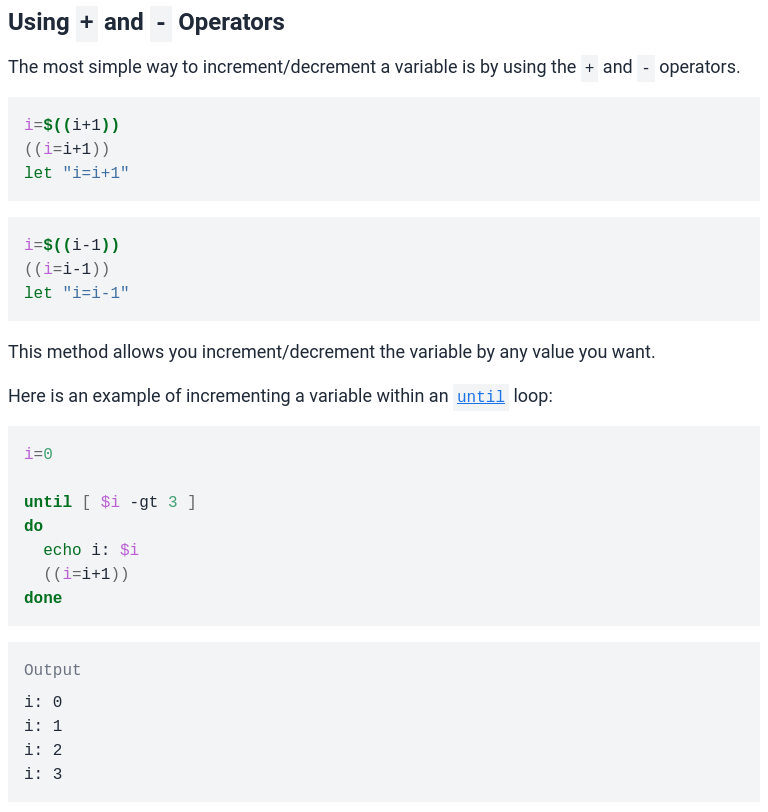 Using + and - Operators
The most simple way to increment/decrement a variable is by using the + and - operators.
i=$((i+1))
((i=i+1))
let "i=i+1"
i=$((i-1))
((i=i-1))
let "i=i-1"
This method allows you increment/decrement the variable by any value you want.
Here is an example of incrementing a variable within an until loop:
i=0
until [ $i -gt 3 ]
do
  echo i: $i
  ((i=i+1))
done
Output
i: 0
i: 1
i: 2
i: 3